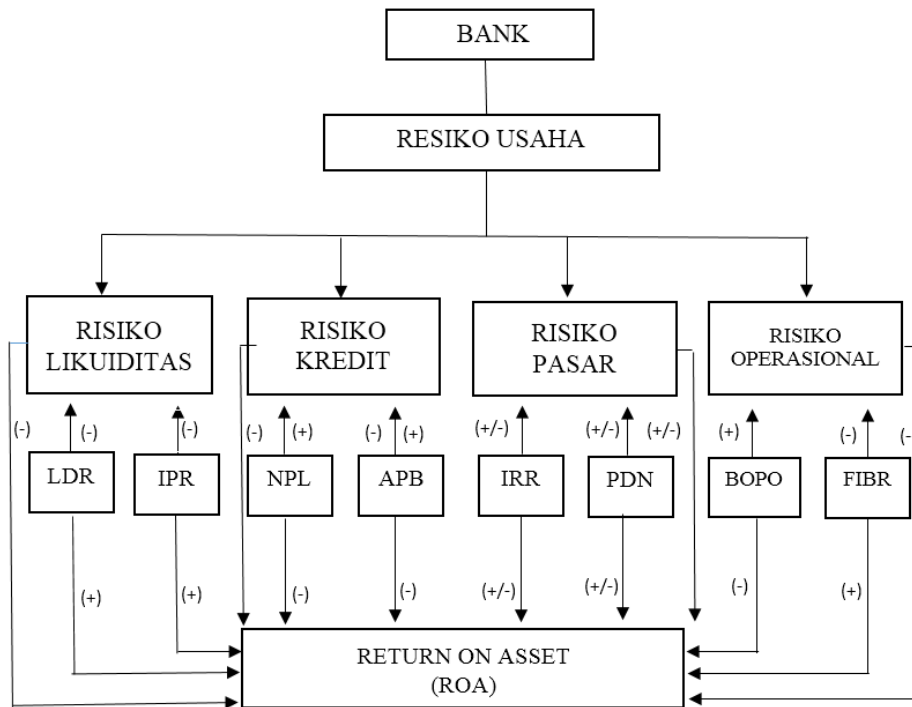 BANK
RESIKO USAHA
RISIKO
LIKUIDITAS
RISIKO
KREDIT
RISIKO
PASAR
RISIKO
OPERASIONAL
(-) (-) (-) (-) (+) (-) (+) (+/-) (+/-) (+/-) (+) (-) (-
LDR IPR NPL APB IRR PDN BOPO FIBR
(+) (+) (-) (-) (+/-) (+/-) (-) (+)
RETURN ON ASSET
(ROA)